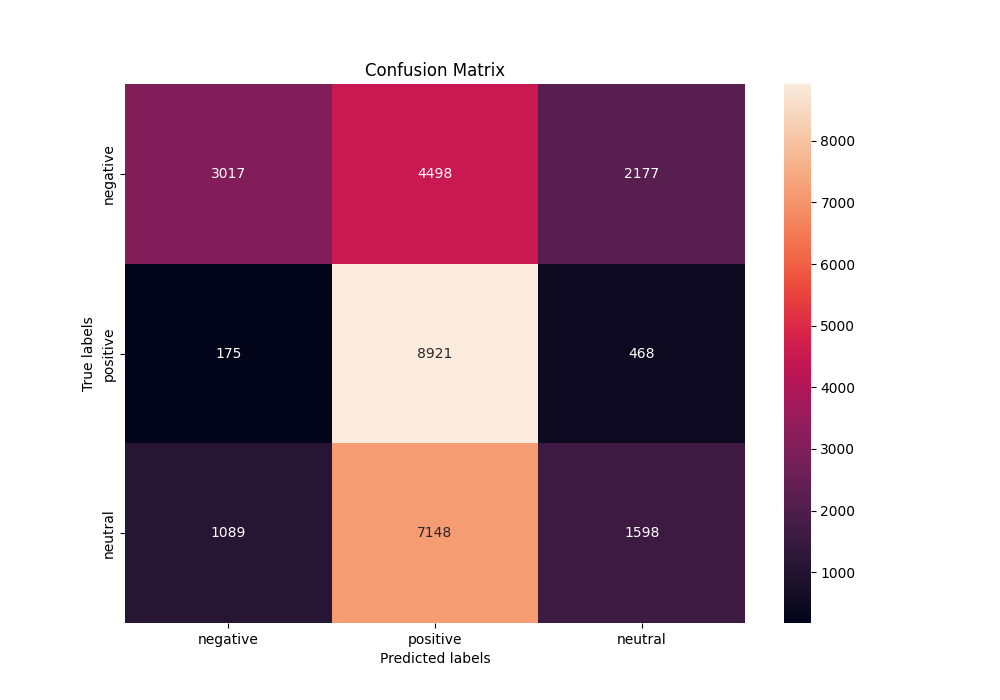 Confusion Matrix
True labels
negative
3017 4498 2177
positive
175 8921 468
neutral
1089 7148 1598
negative positive neutral
Predicted labels
8000
7000
6000
5000
4000
3000
2000
1000